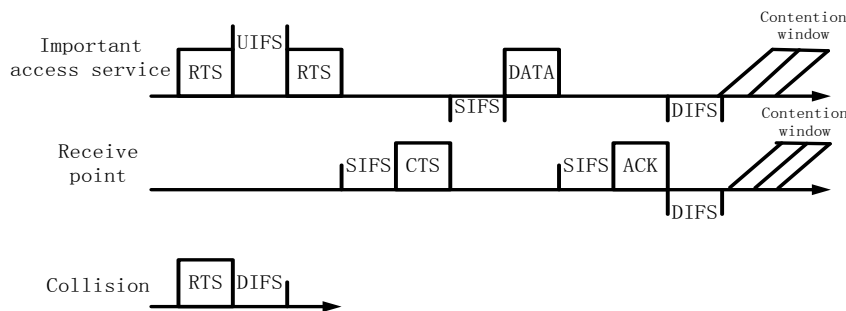 Contention
window
Important
access service
RTS
UIFS
RTS
SIFS
DATA
DIFS
Contention
window
Receive
point
SIFS
CTS
SIFS
ACK
DIFS
Collision
RTS
DIFS